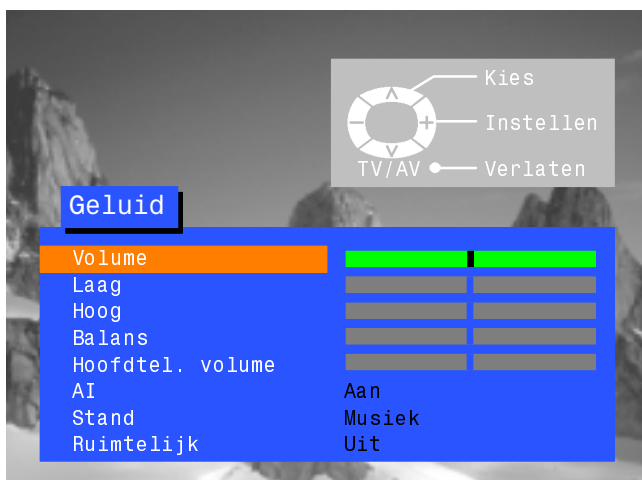 Kies
Instellen
TV/AV Verlaten
Geluid
Volume
Laag
Hoog
Balans
Hoofdtel. volume
AI Aan
Stand Musiek
Ruimtelijk Uit